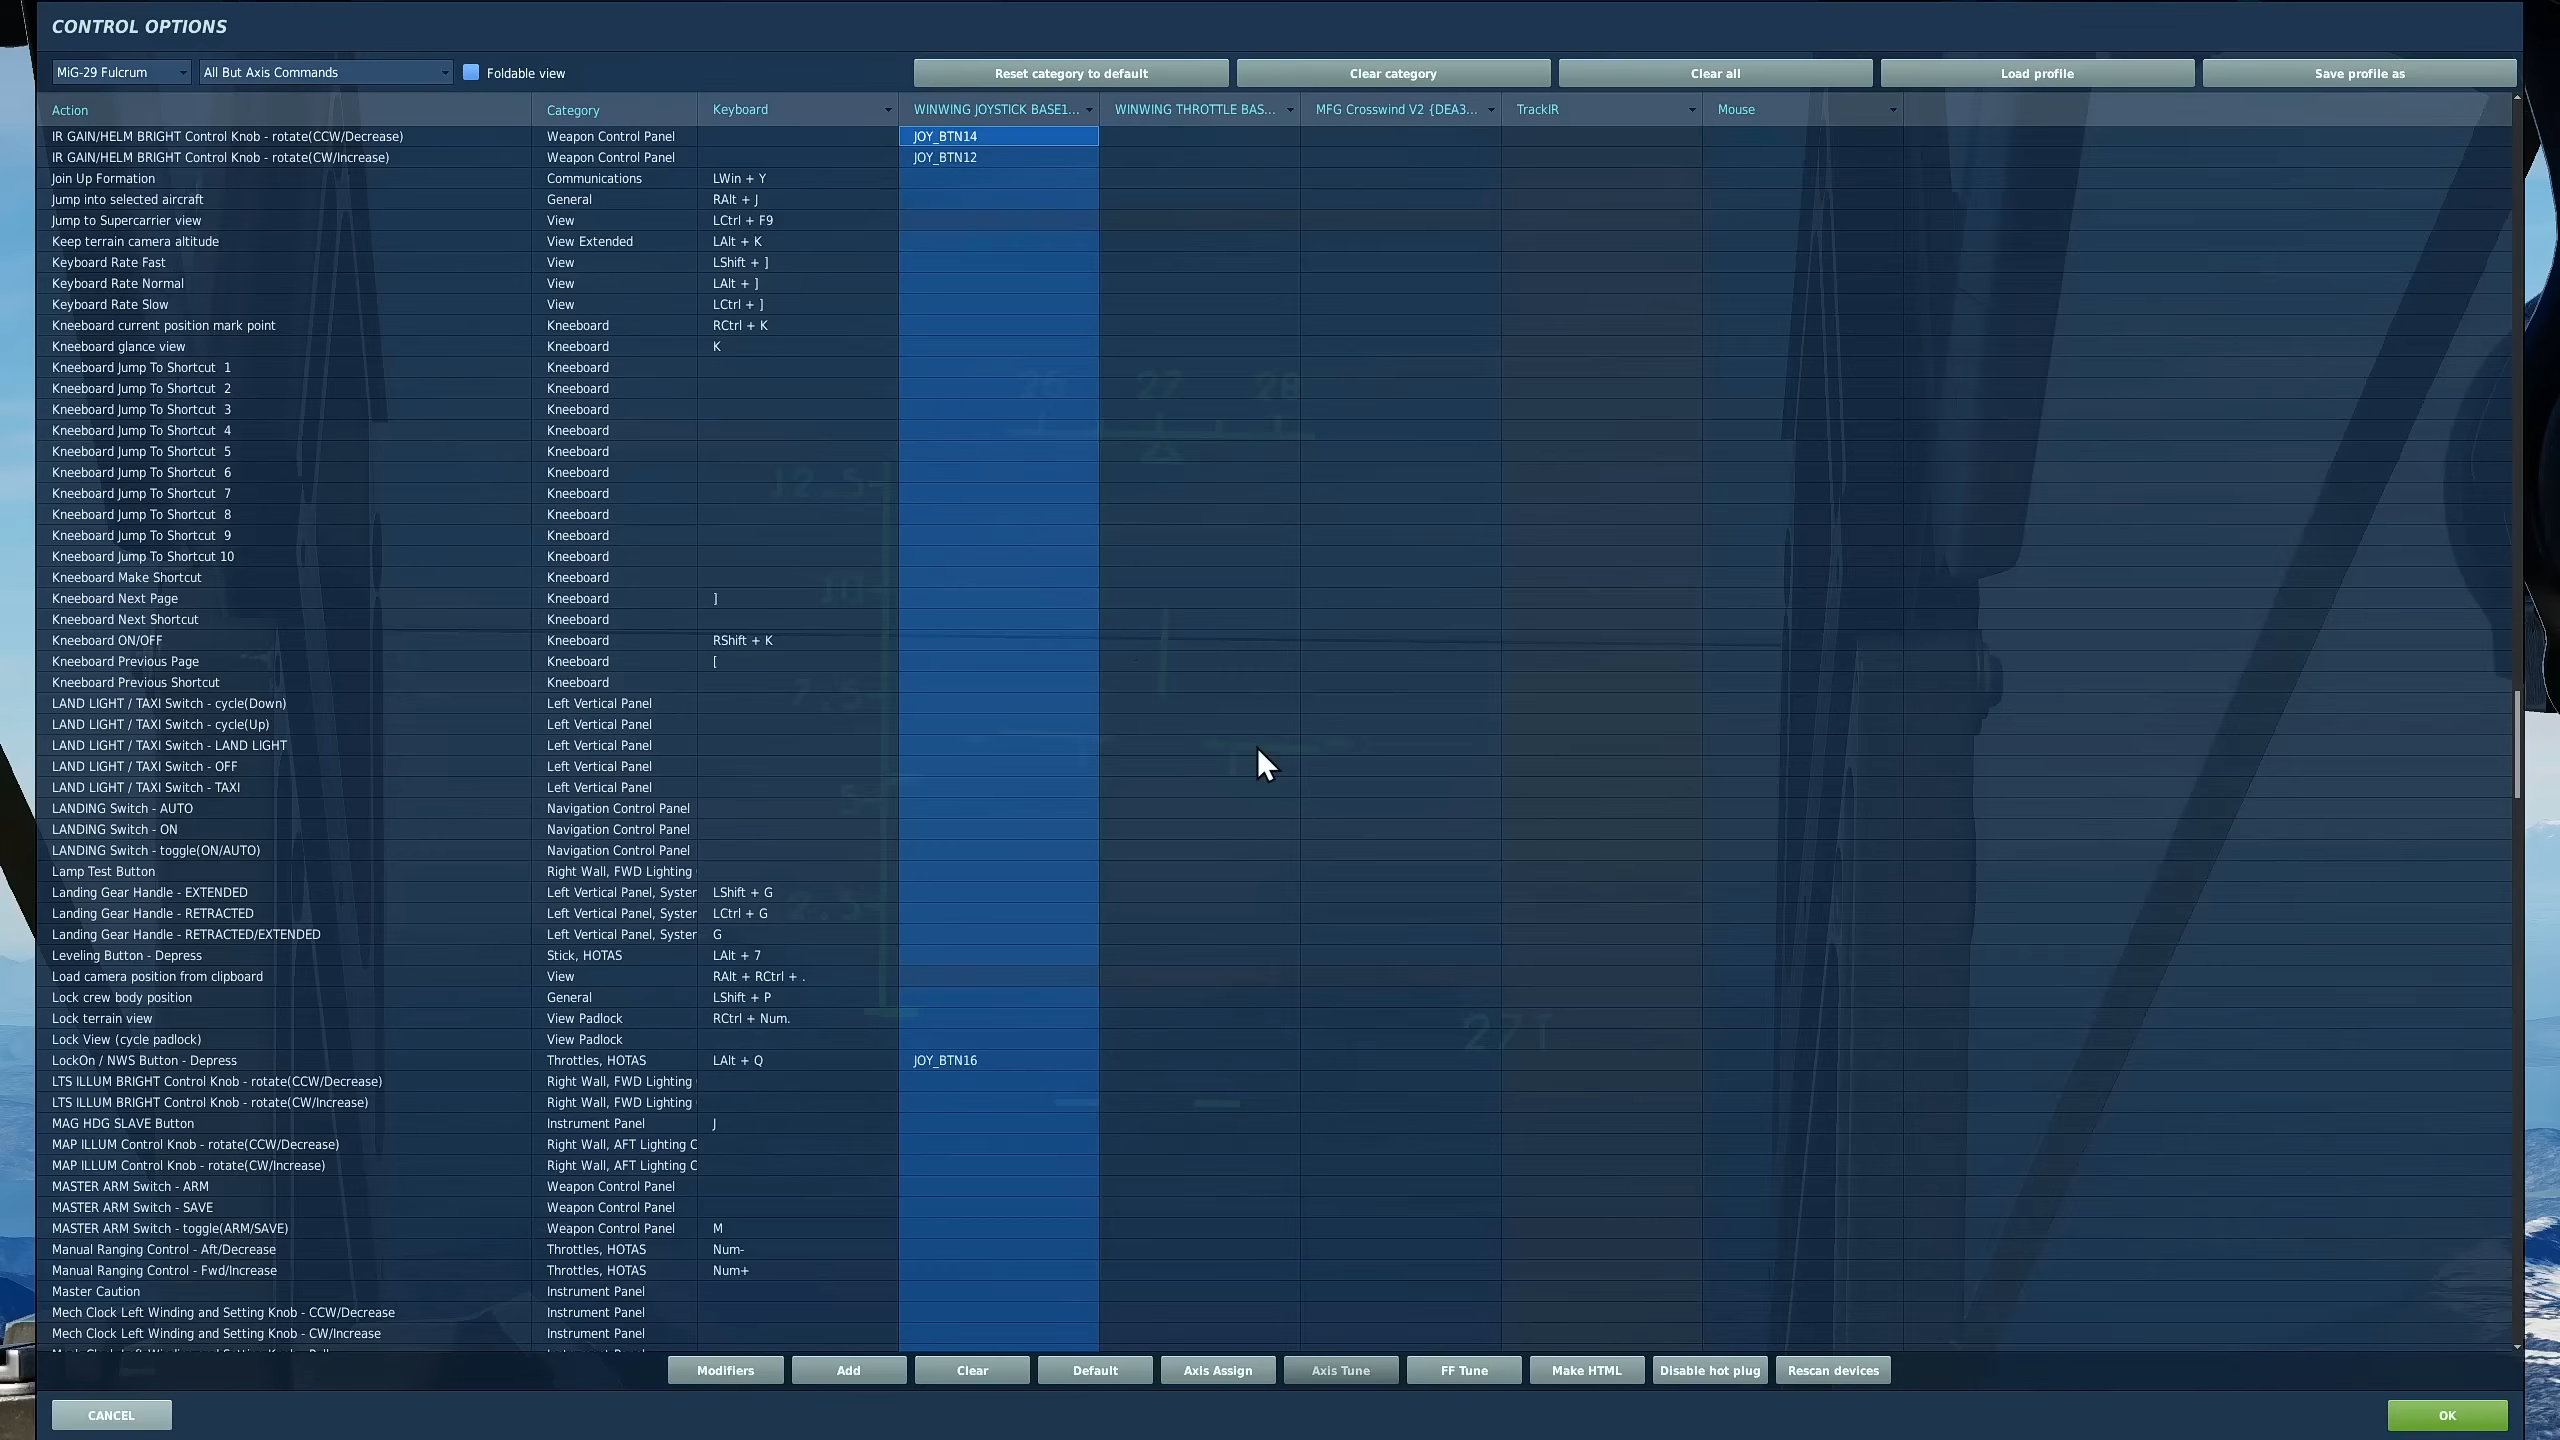 CONTROL OPTIONS
MiG-29 Fulcrum All But Axis Commands Foldable view Reset category to default Clear category Clear all Load profile Save profile as
Action Category Keyboard WINWING JOYSTICK BASE1... WINWING THROTTLE BAS... MFG Crosswind V2 {DEA3... TrackIR Mouse
IR GAIN/HELM BRIGHT Control Knob - rotate(CCW/Decrease) Weapon Control Panel JOY_BTN14
IR GAIN/HELM BRIGHT Control Knob - rotate(CW/Increase) Weapon Control Panel JOY_BTN12
Join Up Formation Communications LWin + Y
Jump into selected aircraft General RAlt + J
Jump to Supercarrier view View LCtrl + F9
Keep terrain camera altitude View Extended LAlt + K
Keyboard Rate Fast View LShift + ]
Keyboard Rate Normal View LAlt + ]
Keyboard Rate Slow View LCtrl + ]
Kneeboard current position mark point Kneeboard RCtrl + K
Kneeboard glance view Kneeboard K
Kneeboard Jump To Shortcut 1 Kneeboard
Kneeboard Jump To Shortcut 2 Kneeboard
Kneeboard Jump To Shortcut 3 Kneeboard
Kneeboard Jump To Shortcut 4 Kneeboard
Kneeboard Jump To Shortcut 5 Kneeboard
Kneeboard Jump To Shortcut 6 Kneeboard
Kneeboard Jump To Shortcut 7 Kneeboard
Kneeboard Jump To Shortcut 8 Kneeboard
Kneeboard Jump To Shortcut 9 Kneeboard
Kneeboard Jump To Shortcut 10 Kneeboard
Kneeboard Make Shortcut Kneeboard
Kneeboard Next Page Kneeboard ]
Kneeboard Next Shortcut Kneeboard
Kneeboard ON/OFF Kneeboard RShift + K
Kneeboard Previous Page Kneeboard [
Kneeboard Previous Shortcut Kneeboard
LAND LIGHT / TAXI Switch - cycle(Down) Left Vertical Panel
LAND LIGHT / TAXI Switch - cycle(Up) Left Vertical Panel
LAND LIGHT / TAXI Switch - LAND LIGHT Left Vertical Panel
LAND LIGHT / TAXI Switch - OFF Left Vertical Panel
LAND LIGHT / TAXI Switch - TAXI Left Vertical Panel
LANDING Switch - AUTO Navigation Control Panel
LANDING Switch - ON Navigation Control Panel
LANDING Switch - toggle(ON/AUTO) Navigation Control Panel
Lamp Test Button Right Wall, FWD Lighting
Landing Gear Handle - EXTENDED Left Vertical Panel, Syster LShift + G
Landing Gear Handle - RETRACTED Left Vertical Panel, Syster LCtrl + G
Landing Gear Handle - RETRACTED/EXTENDED Left Vertical Panel, Syster G
Leveling Button - Depress Stick, HOTAS LAlt + 7
Load camera position from clipboard View RAlt + RCtrl + .
Lock crew body position General LShift + P
Lock terrain view View Padlock RCtrl + Num.
Lock View (cycle padlock) View Padlock
LockOn / NWS Button - Depress Throttles, HOTAS LAlt + Q JOY_BTN16
LTS ILLUM BRIGHT Control Knob - rotate(CCW/Decrease) Right Wall, FWD Lighting
LTS ILLUM BRIGHT Control Knob - rotate(CW/Increase) Right Wall, FWD Lighting
MAG HDG SLAVE Button Instrument Panel J
MAP ILLUM Control Knob - rotate(CCW/Decrease) Right Wall, AFT Lighting C
MAP ILLUM Control Knob - rotate(CW/Increase) Right Wall, AFT Lighting C
MASTER ARM Switch - ARM Weapon Control Panel
MASTER ARM Switch - SAVE Weapon Control Panel
MASTER ARM Switch - toggle(ARM/SAVE) Weapon Control Panel M
Manual Ranging Control - Aft/Decrease Throttles, HOTAS Num-
Manual Ranging Control - Fwd/Increase Throttles, HOTAS Num+
Master Caution Instrument Panel
Mech Clock Left Winding and Setting Knob - CCW/Decrease Instrument Panel
Mech Clock Left Winding and Setting Knob - CW/Increase Instrument Panel
Modifiers Add Clear Default Axis Assign Axis Tune FF Tune Make HTML Disable hot plug Rescan devices
CANCEL OK